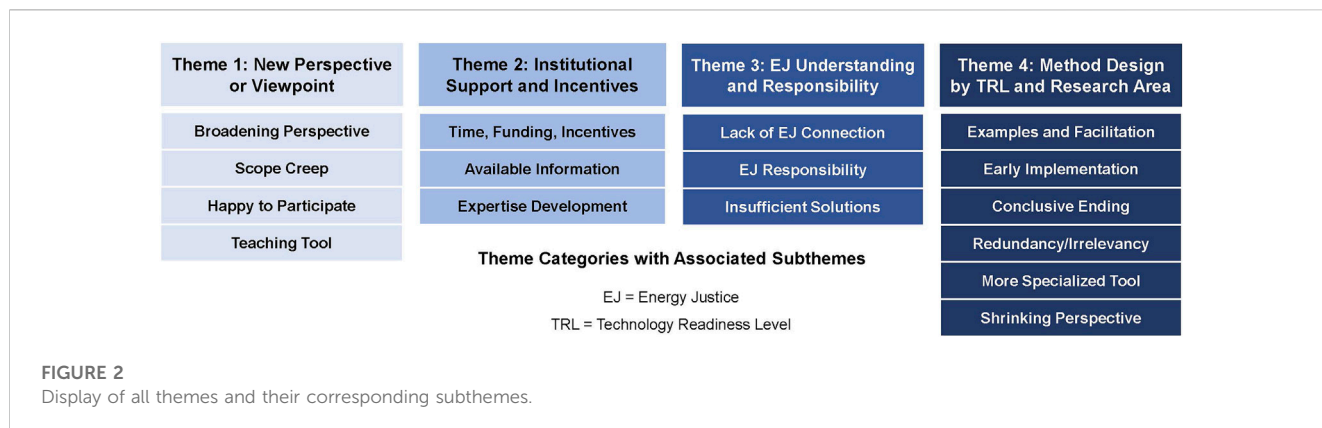 Theme 1: New Perspective
or Viewpoint
Broadening Perspective
Scope Creep
Happy to Participate
Teaching Tool
Theme 2: Institutional
Support and Incentives
Time, Funding, Incentives
Available Information
Expertise Development
Theme 3: EJ Understanding
and Responsibility
Lack of EJ Connection
EJ Responsibility
Insufficient Solutions
Theme 4: Method Design
by TRL and Research Area
Examples and Facilitation
Early Implementation
Conclusive Ending
Redundancy/Irrelevancy
More Specialized Tool
Shrinking Perspective
Theme Categories with Associated Subthemes
EJ = Energy Justice
TRL = Technology Readiness Level
FIGURE 2
Display of all themes and their corresponding subthemes.